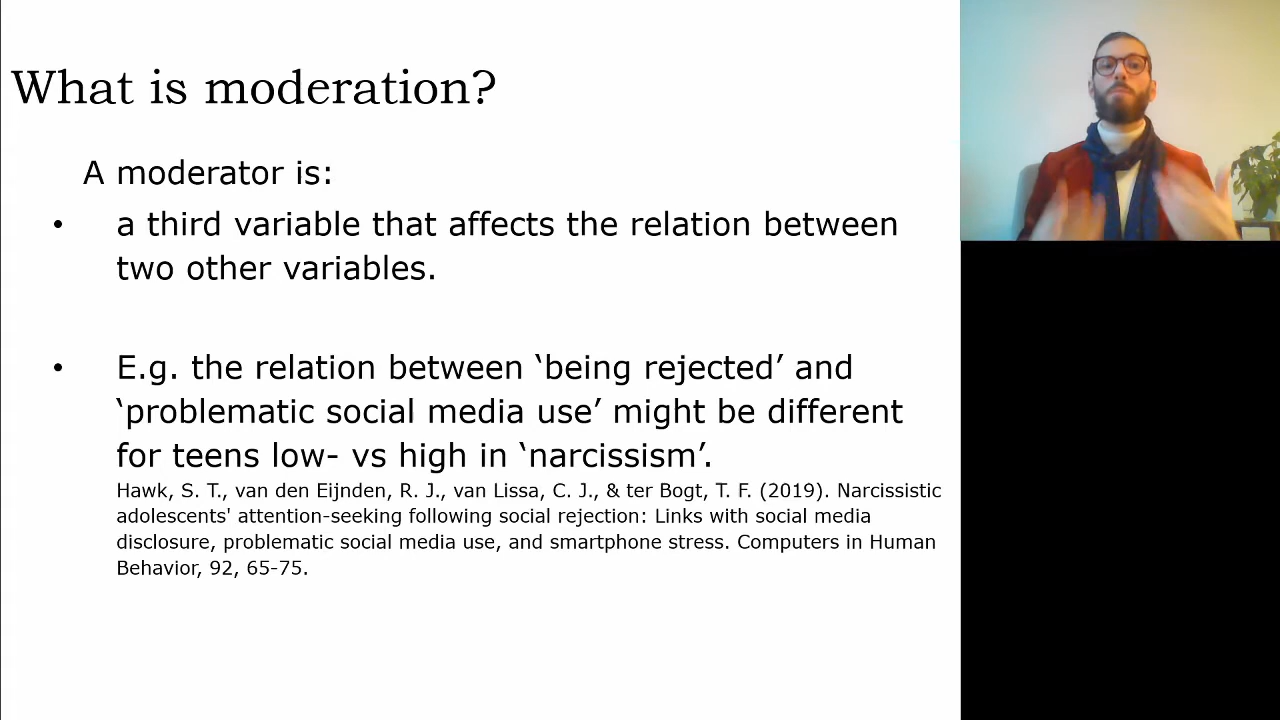 What is moderation?
A moderator is:
• a third variable that affects the relation between
two other variables.
• E.g. the relation between ‘being rejected’ and
‘problematic social media use’ might be different
for teens low- vs high in ‘narcissism’.
Hawk, S. T., van den Eijnden, R. J., van Lissa, C. J., & ter Bogt, T. F. (2019). Narcissistic
adolescents' attention-seeking following social rejection: Links with social media
disclosure, problematic social media use, and smartphone stress. Computers in Human
Behavior, 92, 65-75.